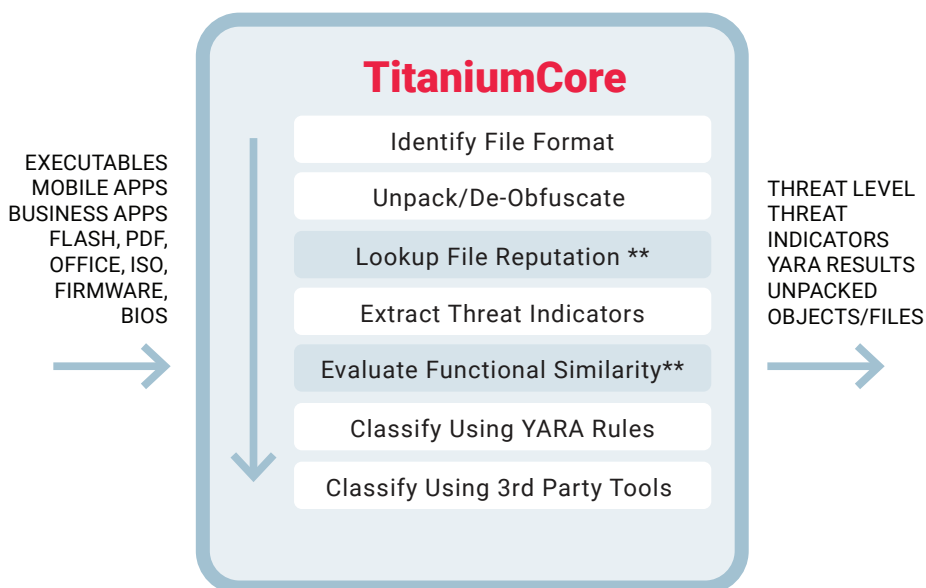 TitaniumCore
EXECUTABLES
MOBILE APPS
BUSINESS APPS
FLASH, PDF,
OFFICE, ISO,
FIRMWARE,
BIOS
Identify File Format
Unpack/De-Obfuscate
Lookup File Reputation **
Extract Threat Indicators
Evaluate Functional Similarity**
Classify Using YARA Rules
Classify Using 3rd Party Tools
THREAT LEVEL
THREAT
INDICATORS
YARA RESULTS
UNPACKED
OBJECTS/FILES